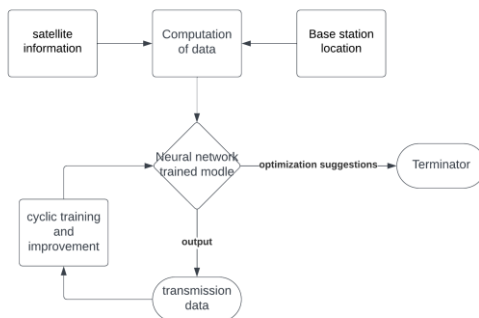 satellite
information
Computation
of data
Base station
location
Neural network
trained modle
optimization suggestions
Terminator
cyclic training
and
improvement
output
transmission
data